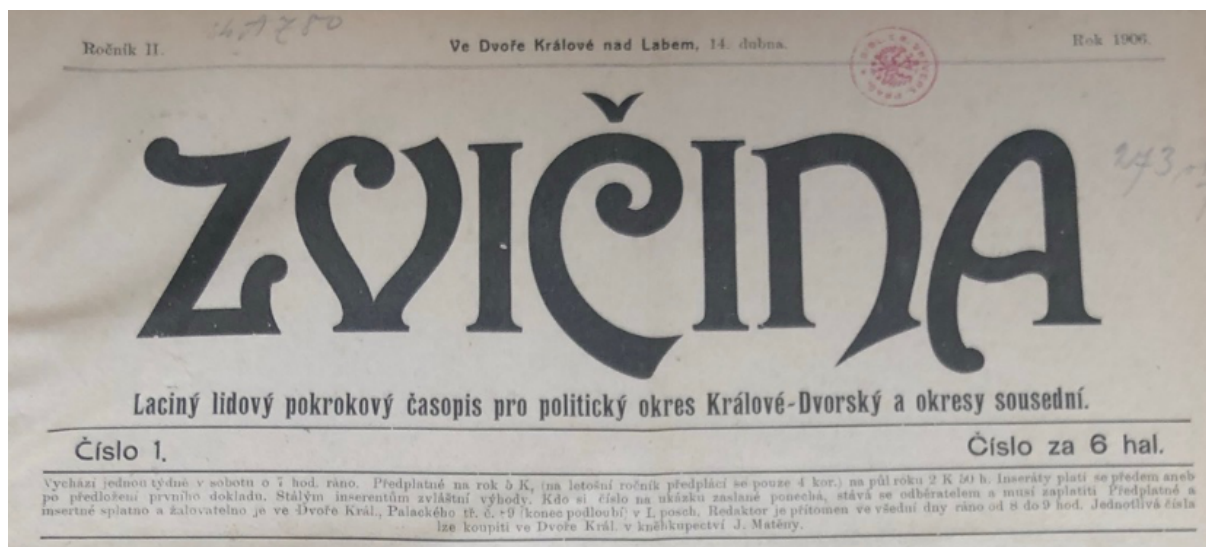 Ročník II.
Ve Dvoře Králové nad Labem, 14. dubna.
Rok 1906.
ZVIČINA
Laciný lidový pokrokový časopis pro politický okres Králové-Dvorský a okresy sousední.
Číslo 1.
Číslo za 6 hal.
Vychází jednou týdně v sobotu o 7 hod. ráno. Předplatné na rok 5 K, (na letošní ročník předplácí se pouze 4 kor.) na půl roku 2 K 50 h. Inseráty platí se předem aneb
po předložení prvního dokladu. Stálým inserentům zvláštní výhody. Kdo si číslo na ukázku zaslané ponechá, stává se odběratelem a musí zaplatiti Předplatné a
insertné splatno a žalovatelno je ve Dvoře Král., Palackého tř. č. (konec podloubí) v I. posch. Redaktor je přítomen ve všední dny ráno od 8 do 9 hod. Jednotlivá čísla
lze koupiti ve Dvoře Král. v kněhkupectví J. Matěny.